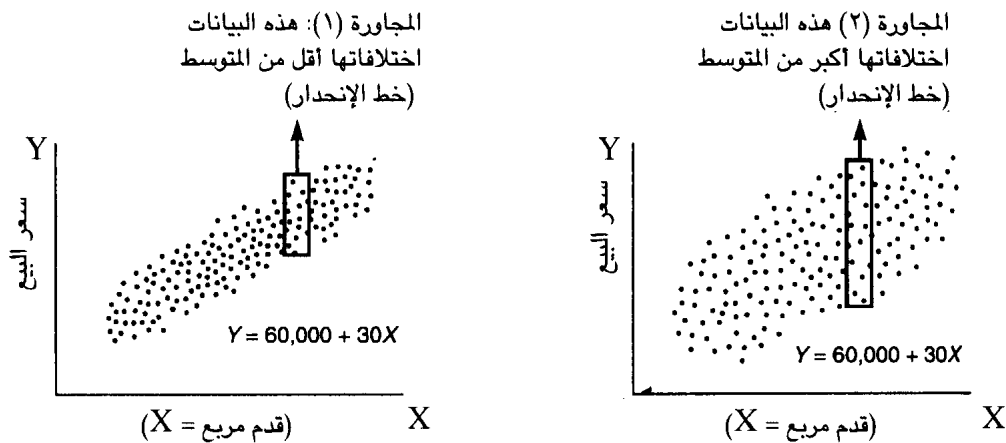 المجاورة (١): هذه البيانات
اختلافاتها أقل من المتوسط
(خط الإنحدار)
Y
سعر البيع
Y = 60,000 + 30X
(قدم مربع = X)
X
المجاورة (٢) هذه البيانات
اختلافاتها أكبر من المتوسط
(خط الإنحدار)
Y
سعر البيع
Y = 60,000 + 30X
(قدم مربع = X)
X